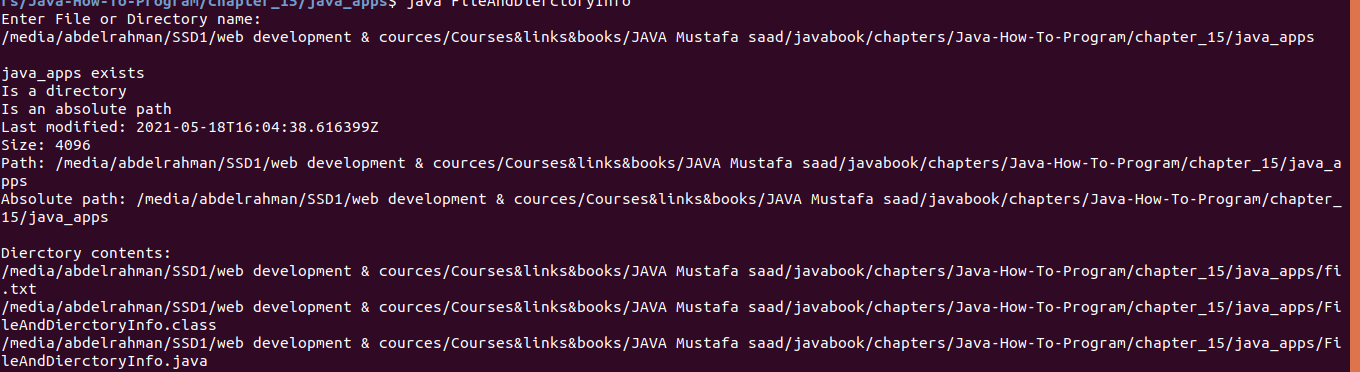 rs/Java-How-To-Program/chapter_15/java_apps$ java FileAndDierctoryInfo
Enter File or Directory name:
/media/abdelrahman/SSD1/web development & cources/Courses&links&books/JAVA Mustafa saad/javabook/chapters/Java-How-To-Program/chapter_15/java_apps
java_apps exists
Is a directory
Is an absolute path
Last modified: 2021-05-18T16:04:38.616399Z
Size: 4096
Path: /media/abdelrahman/SSD1/web development & cources/Courses&links&books/JAVA Mustafa saad/javabook/chapters/Java-How-To-Program/chapter_15/java_a
pps
Absolute path: /media/abdelrahman/SSD1/web development & cources/Courses&links&books/JAVA Mustafa saad/javabook/chapters/Java-How-To-Program/chapter_
15/java_apps
Dierctory contents:
/media/abdelrahman/SSD1/web development & cources/Courses&links&books/JAVA Mustafa saad/javabook/chapters/Java-How-To-Program/chapter_15/java_apps/fi
.txt
/media/abdelrahman/SSD1/web development & cources/Courses&links&books/JAVA Mustafa saad/javabook/chapters/Java-How-To-Program/chapter_15/java_apps/Fi
leAndDierctoryInfo.class
/media/abdelrahman/SSD1/web development & cources/Courses&links&books/JAVA Mustafa saad/javabook/chapters/Java-How-To-Program/chapter_15/java_apps/Fi
leAndDierctoryInfo.java